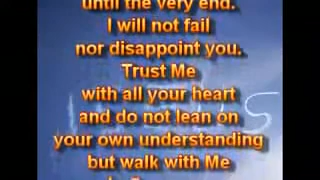 until the very end.
I will not fail
nor disappoint you.
Trust Me
with all your heart
and do not lean on
your own understanding
but walk with Me